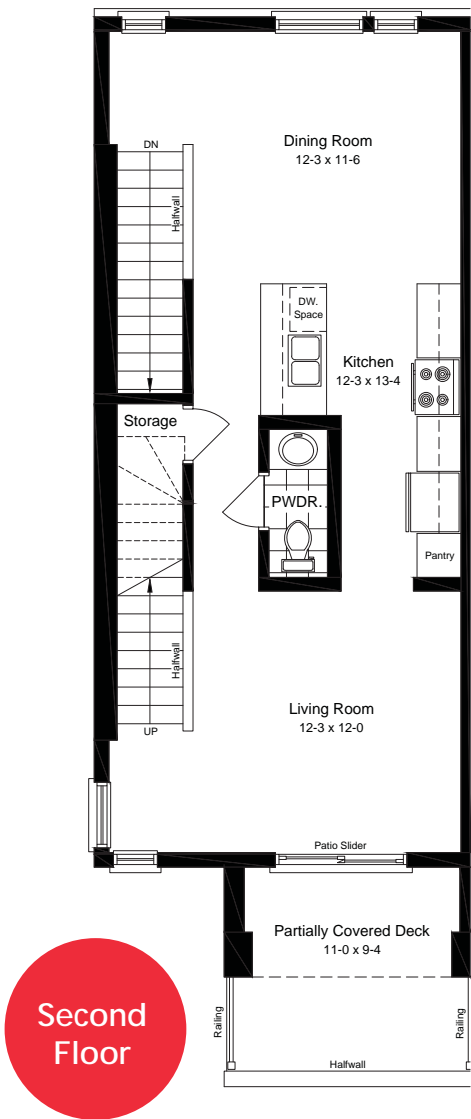 Dining Room
12-3 x 11-6
DN
Halfwall
DW.
Space
Kitchen
12-3 x 13-4
Storage
PWDR.
Pantry
Halfwall
Living Room
12-3 x 12-0
UP
Patio Slider
Partially Covered Deck
11-0 x 9-4
Second
Floor
Railing
Railing
Halfwall